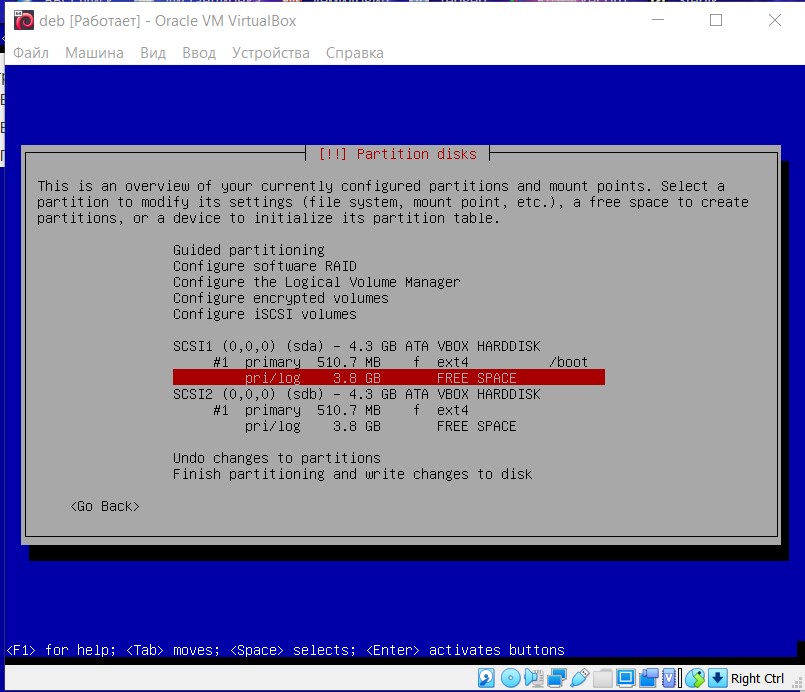 deb [Работает] - Oracle VM VirtualBox
Файл Машина Вид Ввод Устройства Справка
[!!] Partition disks
This is an overview of your currently configured partitions and mount points. Select a
partition to modify its settings (file system, mount point, etc.), a free space to create
partitions, or a device to initialize its partition table.
Guided partitioning
Configure software RAID
Configure the Logical Volume Manager
Configure encrypted volumes
Configure iSCSI volumes
SCSI1 (0,0,0) (sda) - 4.3 GB ATA VBOX HARDDISK
#1 primary 510.7 MB f ext4 /boot
pri/log 3.8 GB FREE SPACE
SCSI2 (0,0,0) (sdb) - 4.3 GB ATA VBOX HARDDISK
#1 primary 510.7 MB f ext4
pri/log 3.8 GB FREE SPACE
Undo changes to partitions
Finish partitioning and write changes to disk
<Go Back>
<F1> for help; <Tab> moves; <Space> selects; <Enter> activates buttons
Right Ctrl